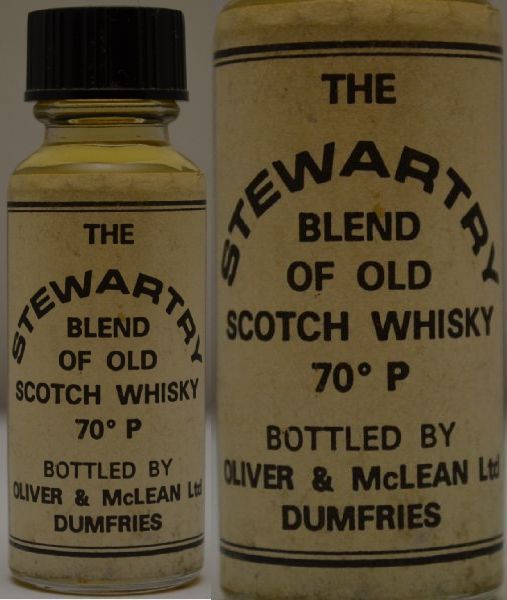 THE
STEWARTRY
BLEND
OF OLD
SCOTCH WHISKY
70° P
BOTTLED BY
OLIVER & McLEAN Ltd
DUMFRIES
THE
STEWARTRY
BLEND
OF OLD
SCOTCH WHISKY
70° P
BOTTLED BY
OLIVER & McLEAN Ltd
DUMFRIES